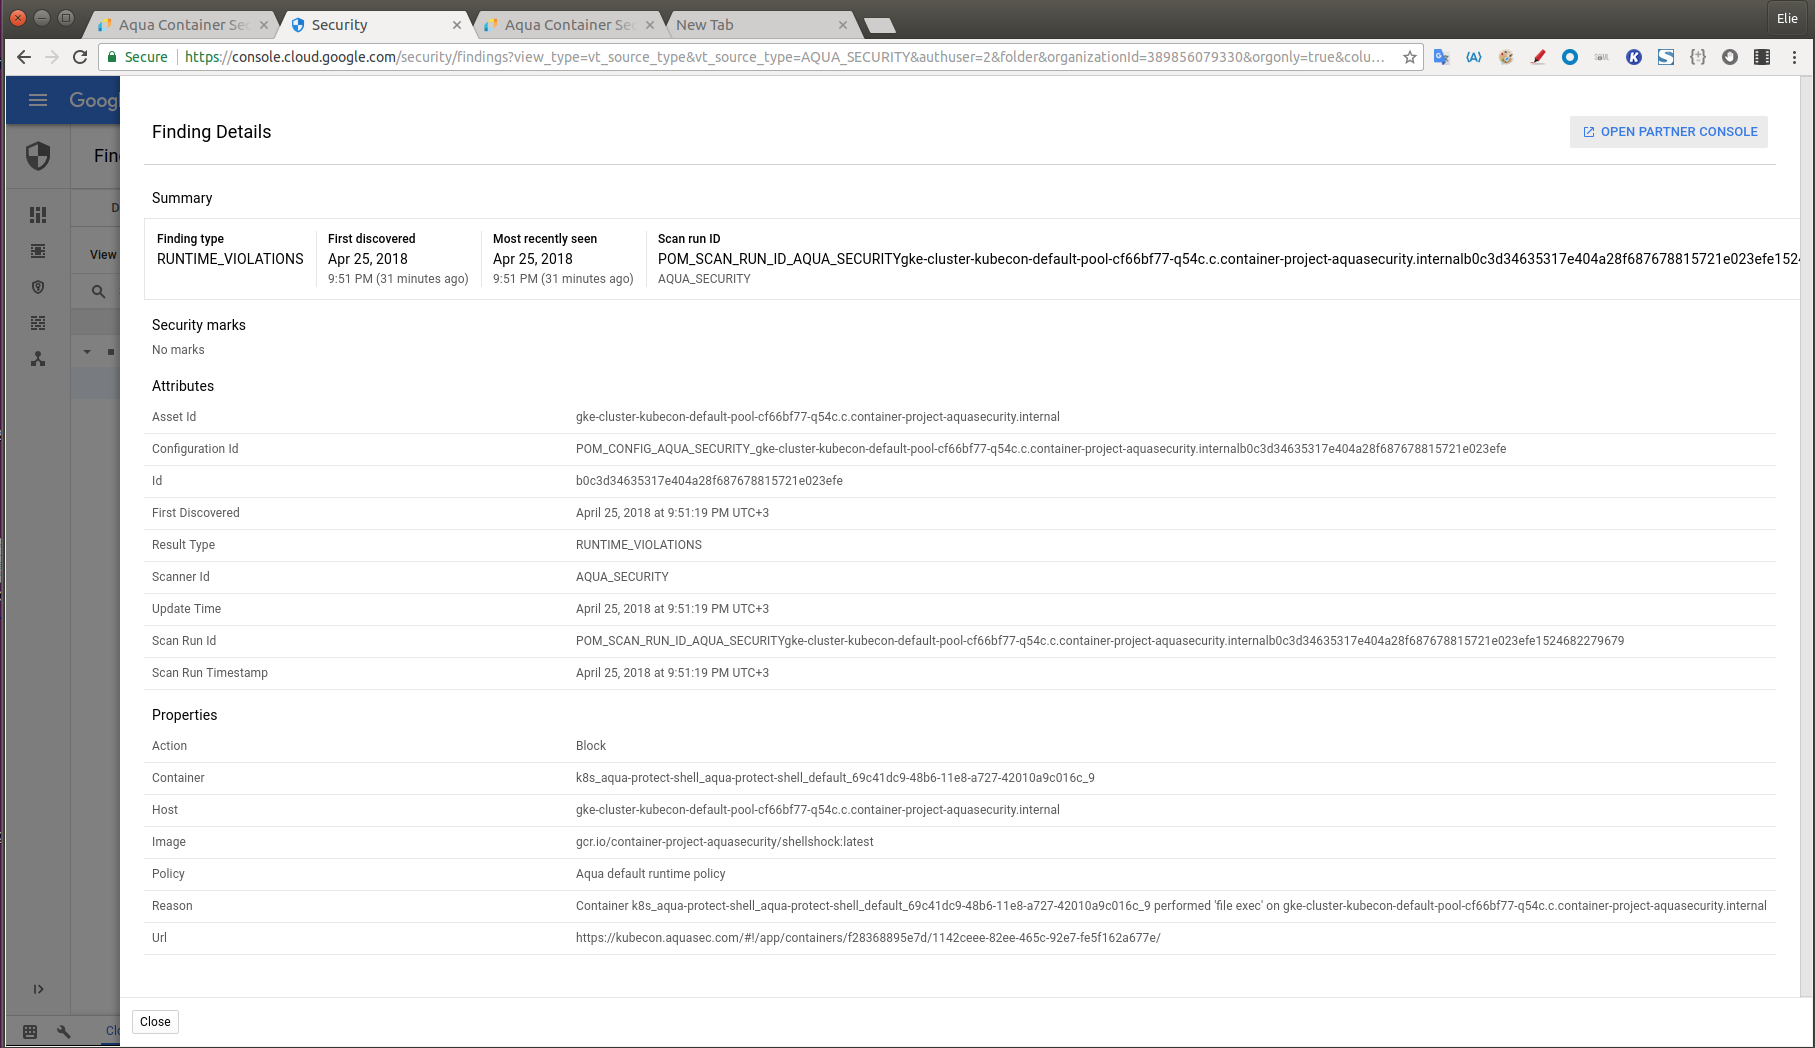 Aqua Container Sec
Security
Aqua Container Sec
New Tab
Elie
Secure
https://console.cloud.google.com/security/findings?view_type=vt_source_type&vt_source_type=AQUA_SECURITY&authuser=2&folder&organizationId=389856079330&orgonly=true&colu...
Goog
Fin
D
View
Finding Details
OPEN PARTNER CONSOLE
Summary
Finding type
First discovered
Most recently seen
Scan run ID
RUNTIME_VIOLATIONS
Apr 25, 2018
Apr 25, 2018
POM_SCAN_RUN_ID_AQUA_SECURITYgke-cluster-kubecon-default-pool-cf66bf77-q54c.c.container-project-aquasecurity.internalb0c3d34635317e404a28f687678815721e023efe1524
9:51 PM (31 minutes ago)
9:51 PM (31 minutes ago)
AQUA_SECURITY
Security marks
No marks
Attributes
Asset Id gke-cluster-kubecon-default-pool-cf66bf77-q54c.c.container-project-aquasecurity.internal
Configuration Id POM_CONFIG_AQUA_SECURITY_gke-cluster-kubecon-default-pool-cf66bf77-q54c.c.container-project-aquasecurity.internalb0c3d34635317e404a28f687678815721e023efe
Id b0c3d34635317e404a28f687678815721e023efe
First Discovered April 25, 2018 at 9:51:19 PM UTC+3
Result Type RUNTIME_VIOLATIONS
Scanner Id AQUA_SECURITY
Update Time April 25, 2018 at 9:51:19 PM UTC+3
Scan Run Id POM_SCAN_RUN_ID_AQUA_SECURITYgke-cluster-kubecon-default-pool-cf66bf77-q54c.c.container-project-aquasecurity.internalb0c3d34635317e404a28f687678815721e023efe1524682279679
Scan Run Timestamp April 25, 2018 at 9:51:19 PM UTC+3
Properties
Action Block
Container k8s_aqua-protect-shell_aqua-protect-shell_default_69c41dc9-48b6-11e8-a727-42010a9c016c_9
Host gke-cluster-kubecon-default-pool-cf66bf77-q54c.c.container-project-aquasecurity.internal
Image gcr.io/container-project-aquasecurity/shellshock:latest
Policy Aqua default runtime policy
Reason Container k8s_aqua-protect-shell_aqua-protect-shell_default_69c41dc9-48b6-11e8-a727-42010a9c016c_9 performed 'file exec' on gke-cluster-kubecon-default-pool-cf66bf77-q54c.c.container-project-aquasecurity.internal
Url https://kubecon.aquasec.com/#!/app/containers/f28368895e7d/1142ceee-82ee-465c-92e7-fe5f162a677e/
Clo
Close